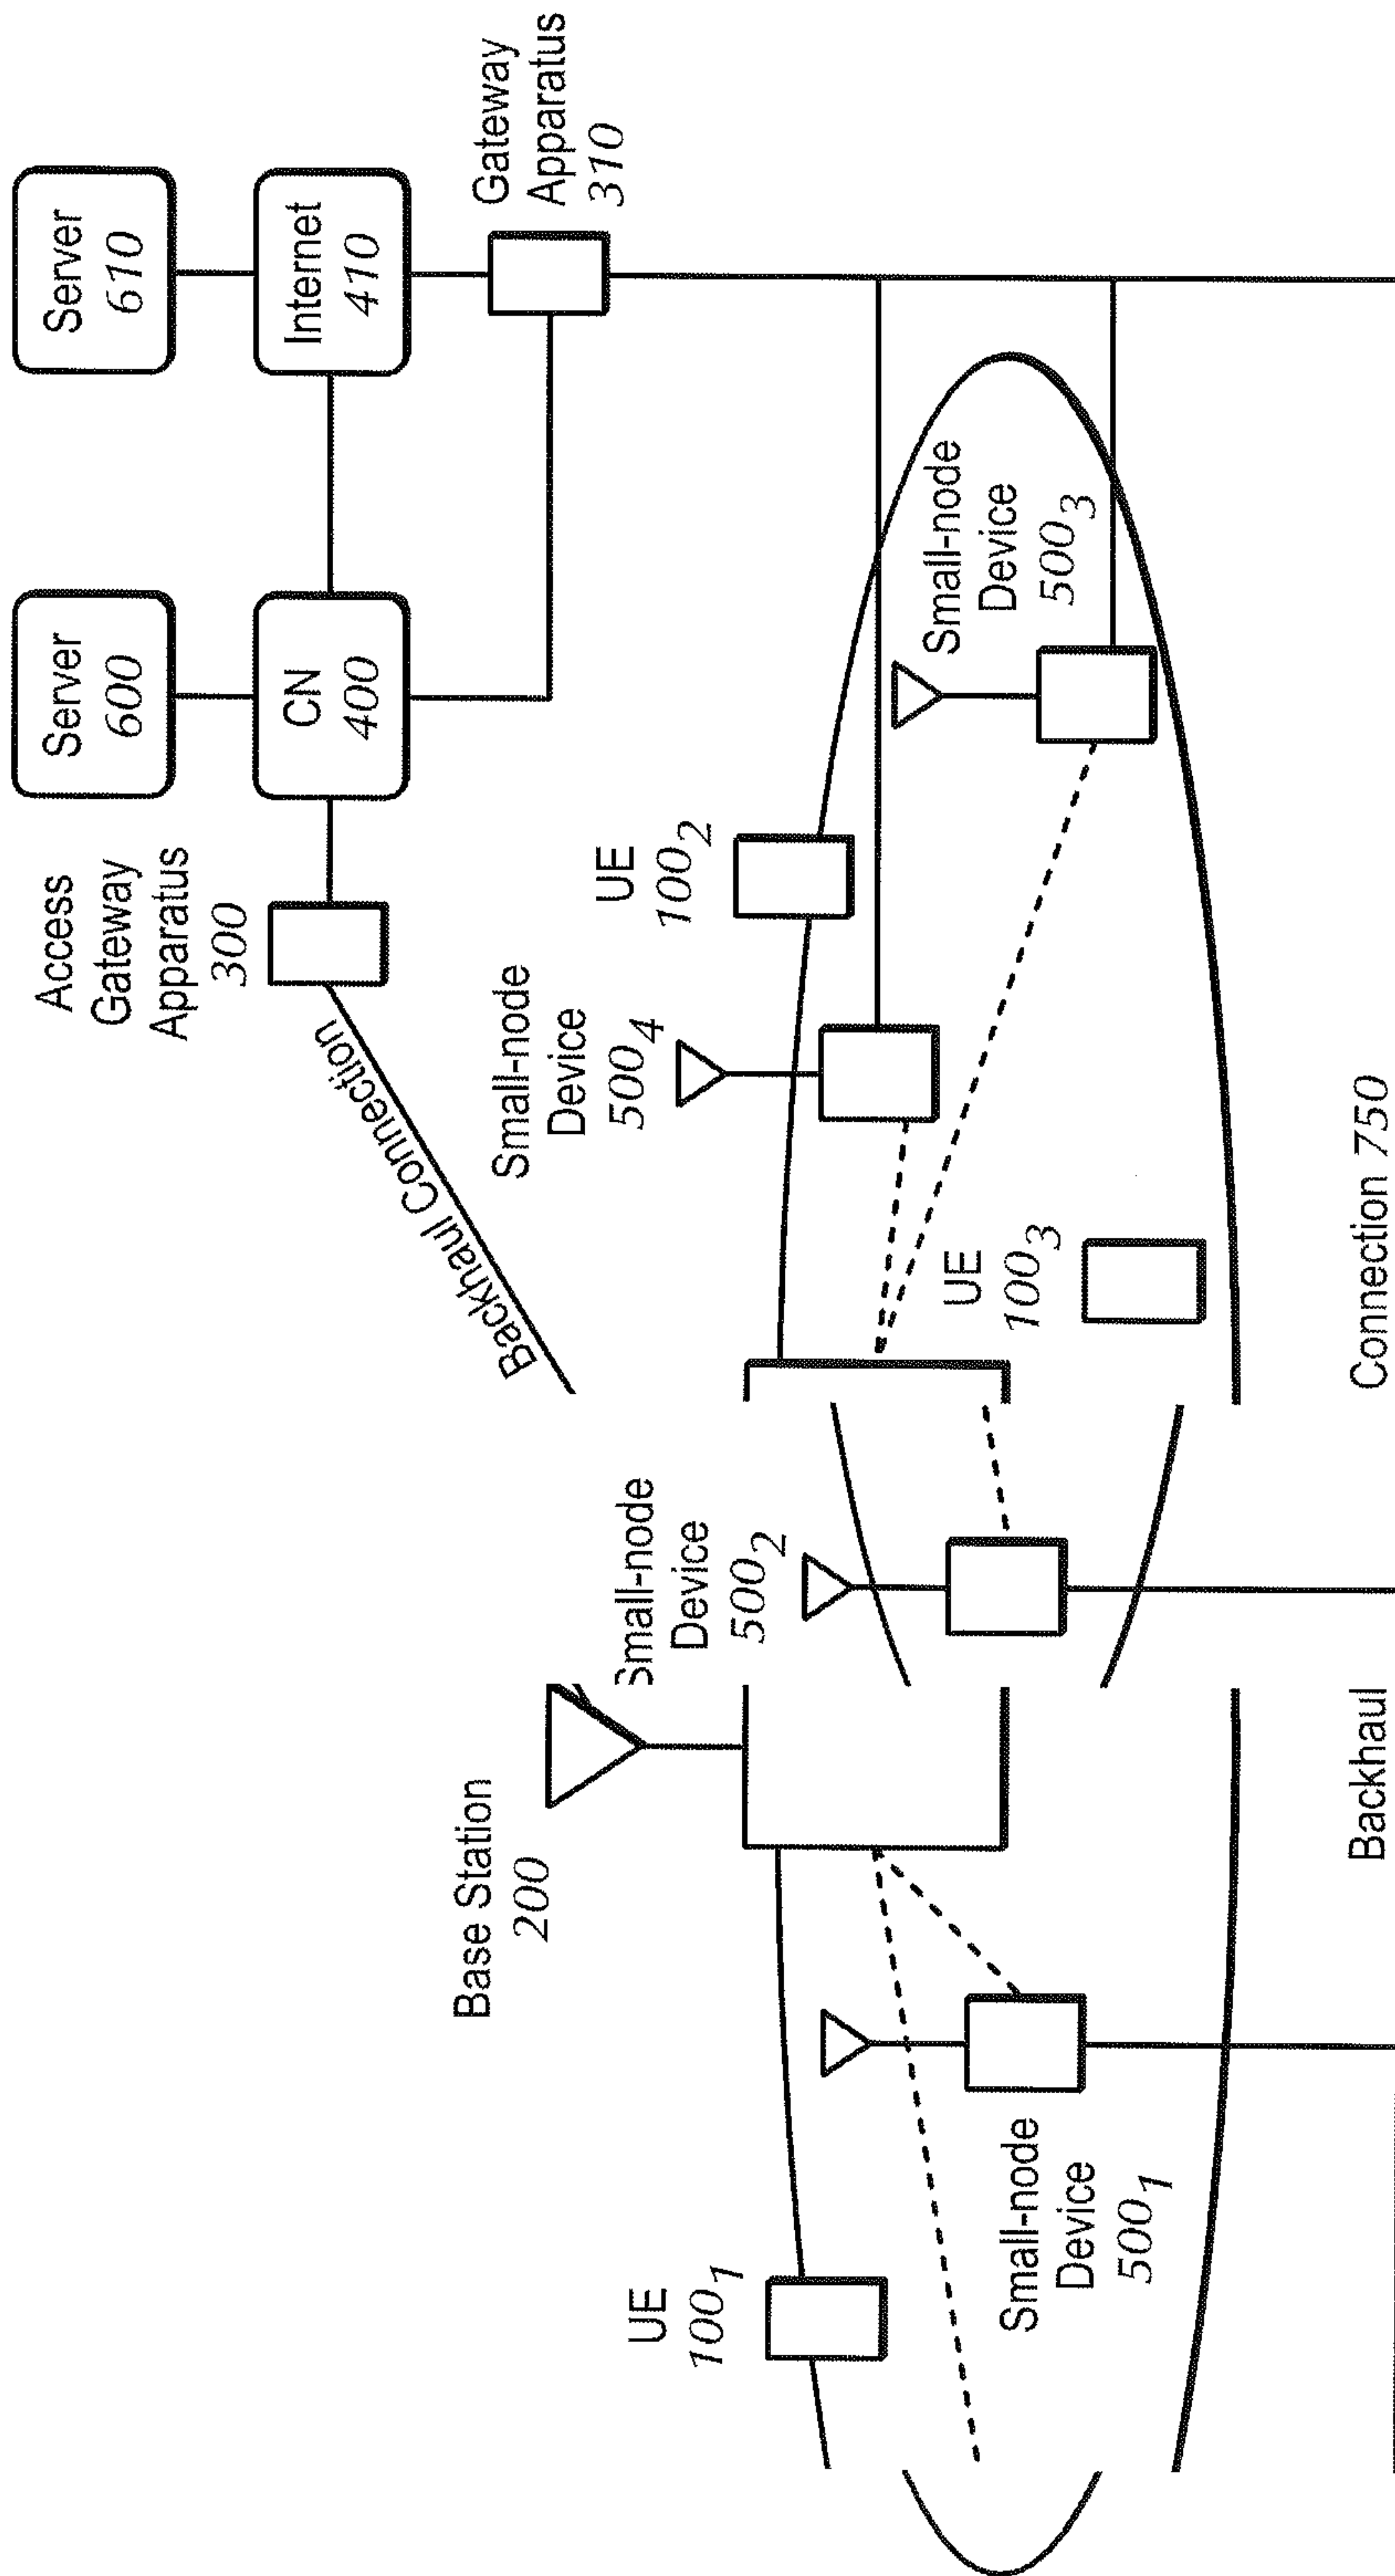 Server
600
Server
610
Access
Gateway
Apparatus
300
CN
400
Internet
410
Gateway
Apparatus
310
Backhaul Connection
Base Station
200
Small-node
Device
500₄
UE
100₂
UE
100₁
Small-node
Device
500₂
Small-node
Device
500₃
UE
100₃
Small-node
Device
500₁
Backhaul
Connection 750